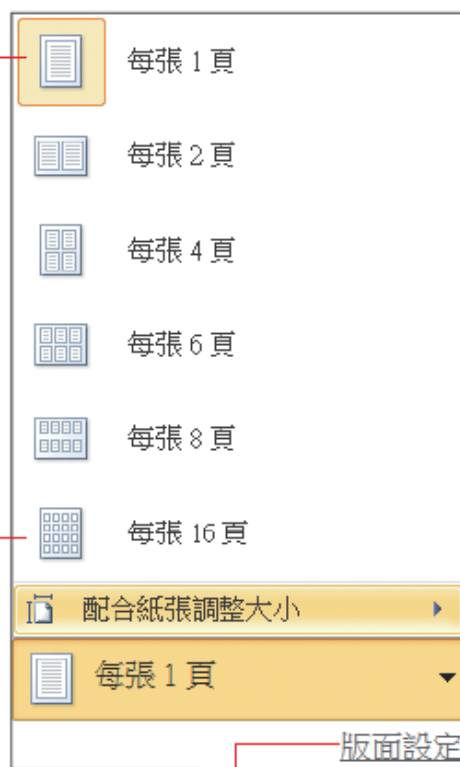 每張 1 頁
每張 2 頁
每張 4 頁
每張 6 頁
每張 8 頁
每張 16 頁
配合紙張調整大小
每張 1 頁
版面設定